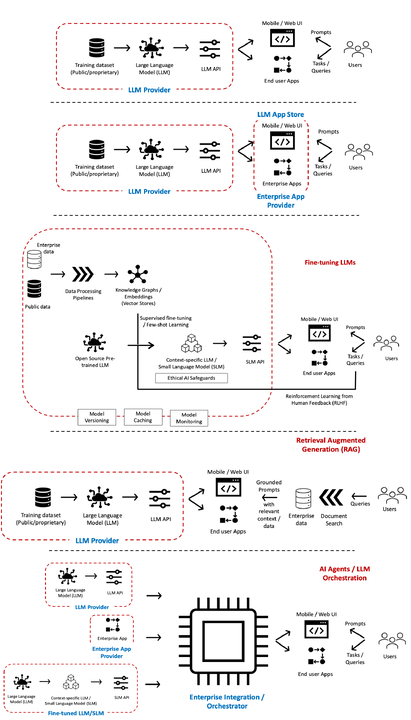 Mobile / Web UI
Prompts
Training dataset
(Public/proprietary)
Large Language
Model (LLM)
LLM API
Tasks /
Queries
Users
End user Apps
LLM Provider
LLM App Store
Mobile / Web UI
Prompts
Training dataset
(Public/proprietary)
Large Language
Model (LLM)
LLM API
Tasks /
Queries
Users
Enterprise Apps
LLM Provider
Enterprise App
Provider
Enterprise
data
Fine-tuning LLMs
Data Processing
Pipelines
Knowledge Graphs /
Embeddings
(Vector Stores)
Public data
Supervised fine-tuning
/ Few-shot Learning
Mobile / Web UI
Prompts
Open Source Pre-
trained LLM
Context-specific LLM /
Small Language Model (SLM)
SLM API
Tasks /
Queries
Users
End user Apps
Ethical AI Safeguards
Reinforcement Learning from
Human Feedback (RLHF)
Model
Versioning
Model
Caching
Model
Monitoring
Retrieval Augmented
Generation (RAG)
Mobile / Web UI
Grounded
Prompts
with
relevant
context /
data
Queries
Training dataset
(Public/proprietary)
Large Language
Model (LLM)
LLM API
Enterprise
data
Document
Search
Users
End user Apps
LLM Provider
AI Agents / LLM
Orchestration
Large Language
Model (LLM)
LLM API
LLM Provider
Enterprise App
Enterprise App
Provider
Mobile / Web UI
Prompts
Tasks /
Queries
Users
End user Apps
Large Language
Model (LLM)
Context-specific LLM /
Small Language Model (SLM)
SLM API
Fine-tuned LLM/SLM
Enterprise Integration /
Orchestrator